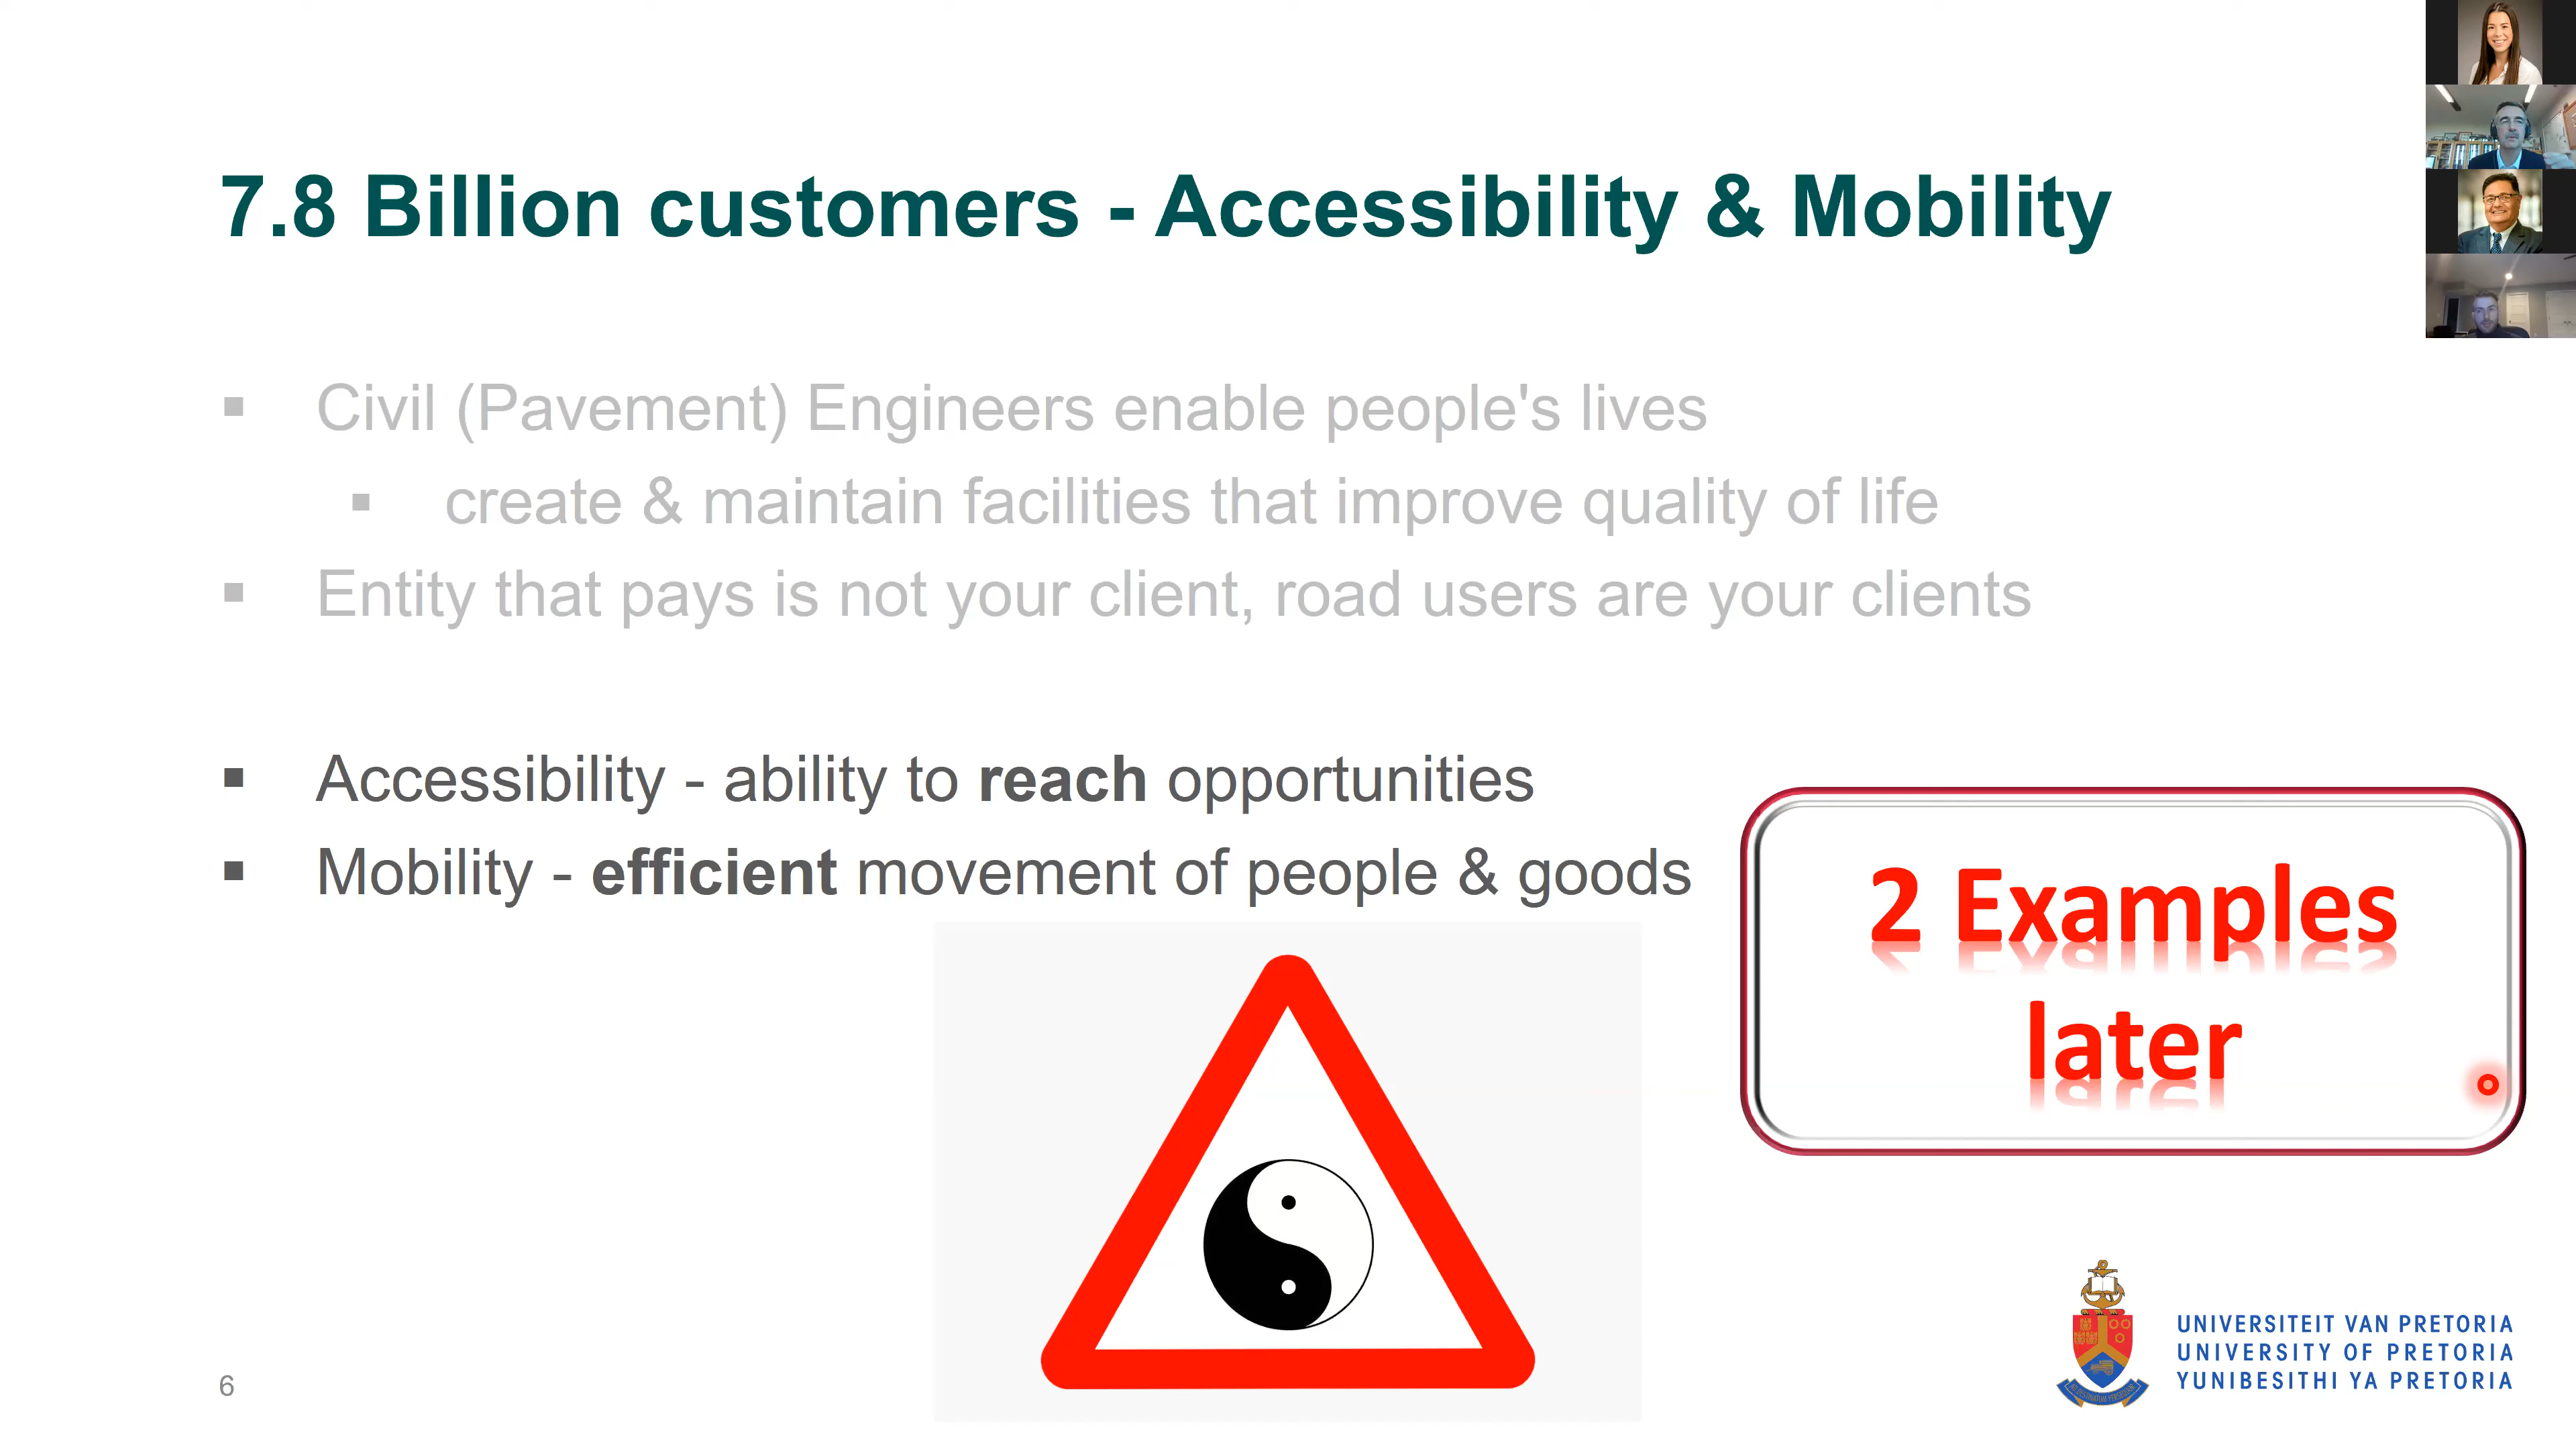 7.8 Billion customers - Accessibility & Mobility
▪ Civil (Pavement) Engineers enable people's lives
▪ create & maintain facilities that improve quality of life
▪ Entity that pays is not your client, road users are your clients
▪ Accessibility - ability to reach opportunities
▪ Mobility - efficient movement of people & goods
2 Examples
later
UNIVERSITEIT VAN PRETORIA
UNIVERSITY OF PRETORIA
YUNIBESITHI YA PRETORIA
6